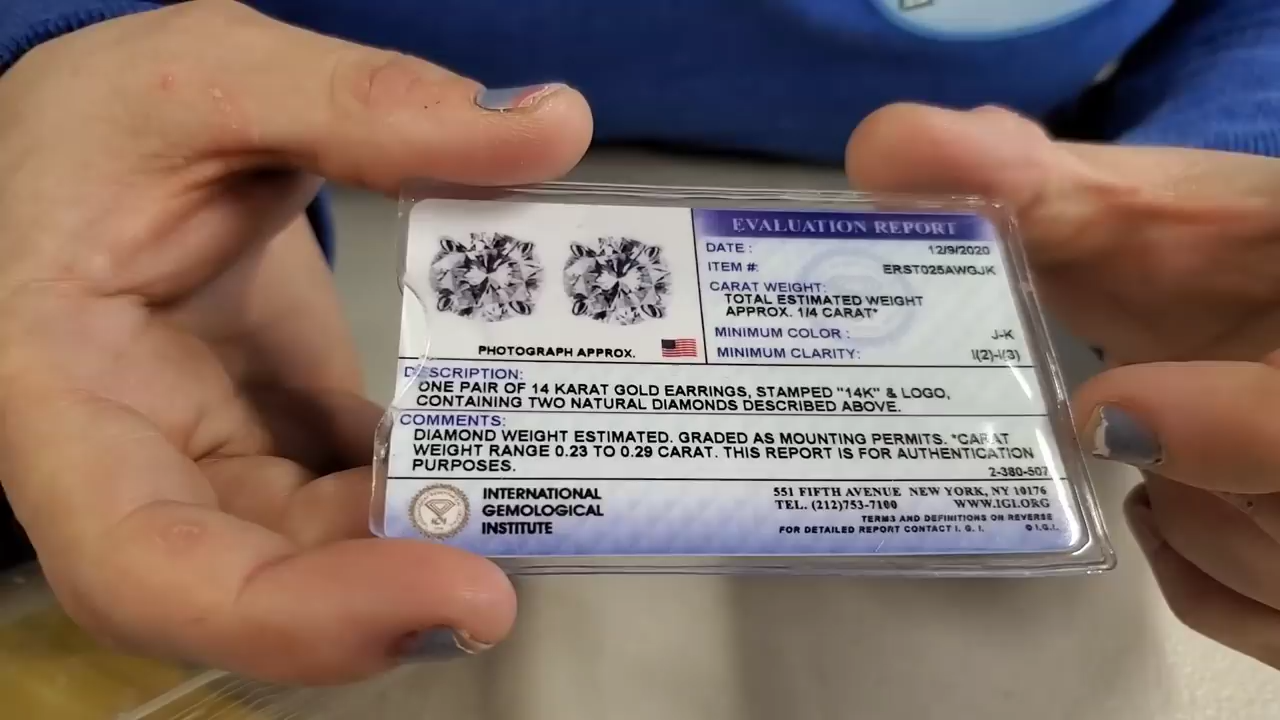 EVALUATION REPORT
DATE : 12/9/2020
ITEM #: ERST025AWGJK
CARAT WEIGHT:
TOTAL ESTIMATED WEIGHT
APPROX. 1/4 CARAT*
MINIMUM COLOR : J-K
MINIMUM CLARITY: I(2)-I(3)
PHOTOGRAPH APPROX.
DESCRIPTION:
ONE PAIR OF 14 KARAT GOLD EARRINGS, STAMPED "14K" & LOGO,
CONTAINING TWO NATURAL DIAMONDS DESCRIBED ABOVE.
COMMENTS:
DIAMOND WEIGHT ESTIMATED. GRADED AS MOUNTING PERMITS. *CARAT
WEIGHT RANGE 0.23 TO 0.29 CARAT. THIS REPORT IS FOR AUTHENTICATION
PURPOSES.
2-380-507
INTERNATIONAL
GEMOLOGICAL
INSTITUTE
551 FIFTH AVENUE NEW YORK, NY 10176
TEL. (212)753-7100 WWW.IGI.ORG
TERMS AND DEFINITIONS ON REVERSE
FOR DETAILED REPORT CONTACT I. G. I. © I.G.I.